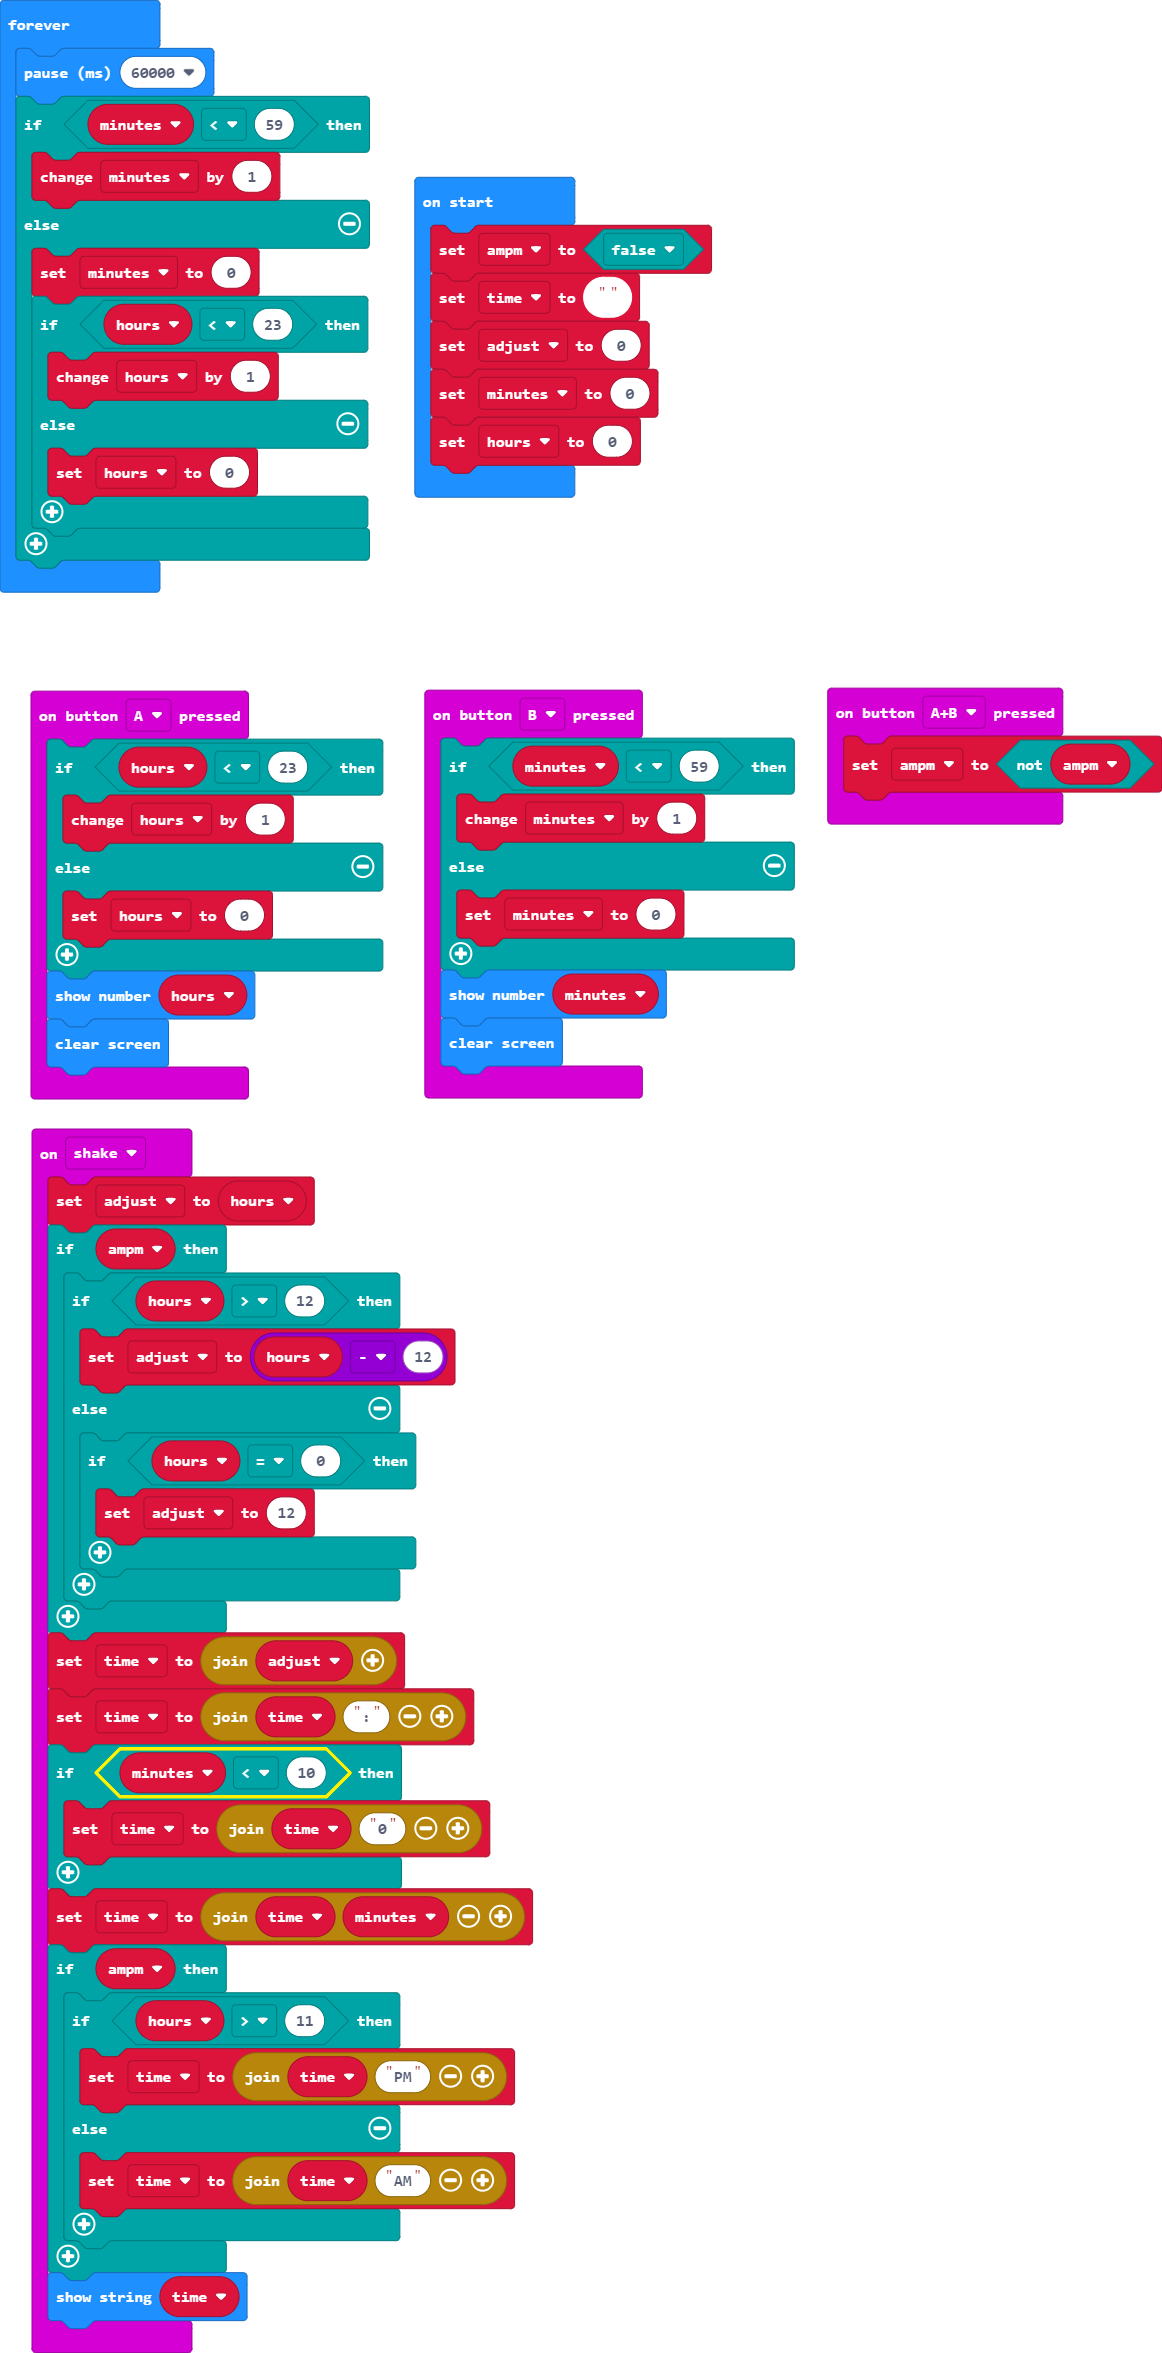 forever
pause (ms) 60000
if minutes < 59 then
change minutes by 1
else
set minutes to 0
if hours < 23 then
change hours by 1
else
set hours to 0
on start
set ampm to false
set time to " "
set adjust to 0
set minutes to 0
set hours to 0
on button A pressed
if hours < 23 then
change hours by 1
else
set hours to 0
show number hours
clear screen
on button B pressed
if minutes < 59 then
change minutes by 1
else
set minutes to 0
show number minutes
clear screen
on button A+B pressed
set ampm to not ampm
on shake
set adjust to hours
if ampm then
if hours > 12 then
set adjust to hours - 12
else
if hours = 0 then
set adjust to 12
set time to join adjust
set time to join time ":"
if minutes < 10 then
set time to join time "0"
set time to join time minutes
if ampm then
if hours > 11 then
set time to join time "PM"
else
set time to join time "AM"
show string time